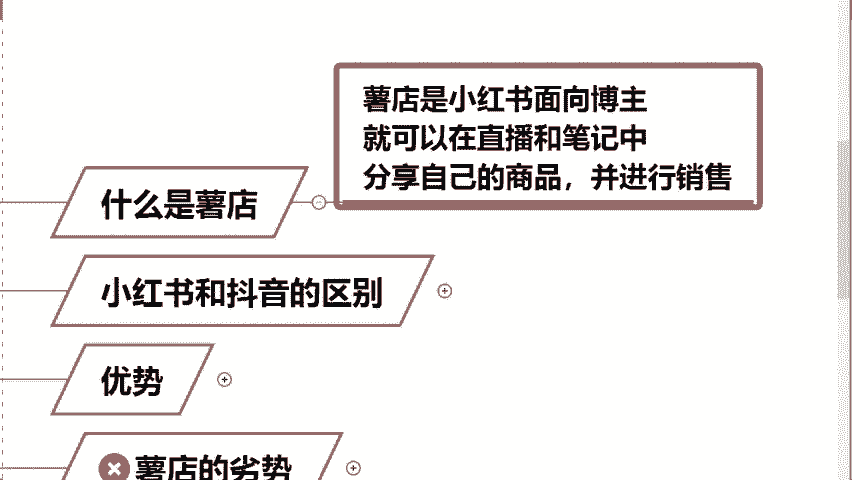 薯店是小红书面向博主
就可以在直播和笔记中
分享自己的商品，并进行销售
什么是薯店
小红书和抖音的区别
优势
薯店的劣势